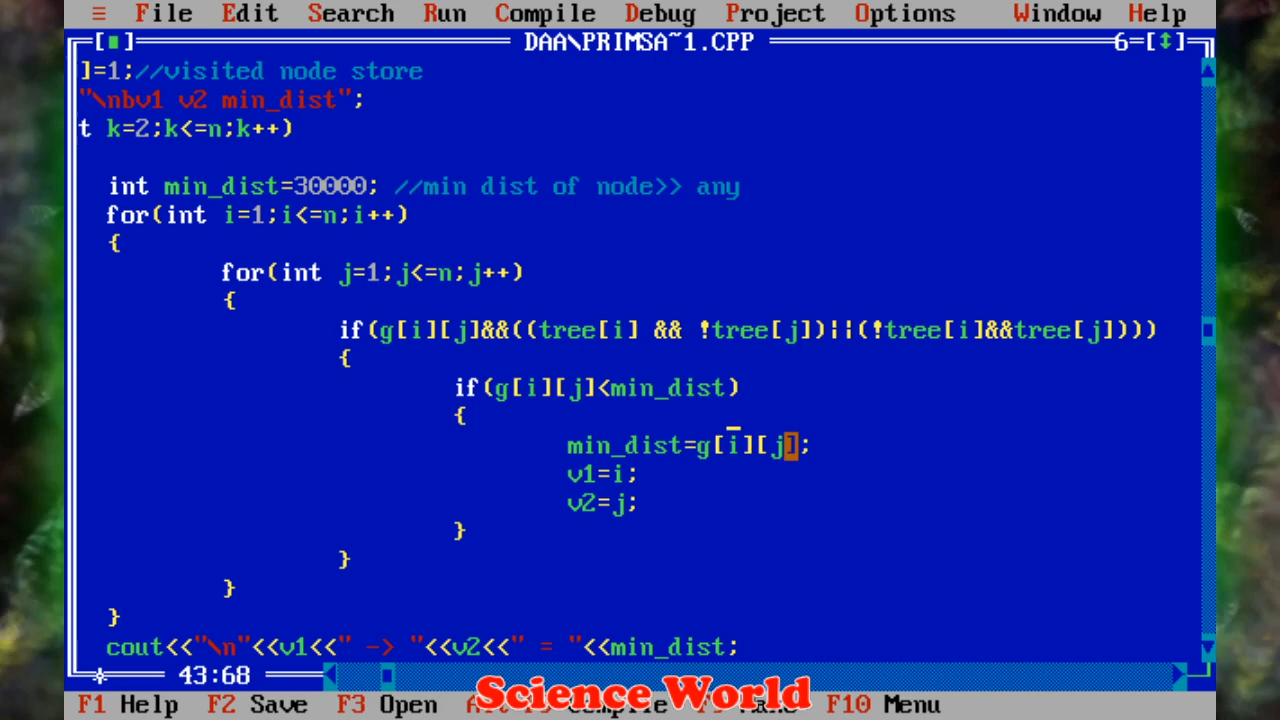 ≡ File Edit Search Run Compile Debug Project Options Window Help
[■] DAA\PRIMSA~1.CPP 6=[↕]
]=1;//visited node store
"\nbv1 v2 min_dist";
t k=2;k<=n;k++)
int min_dist=30000; //min dist of node>> any
for(int i=1;i<=n;i++)
{
for(int j=1;j<=n;j++)
{
if(g[i][j]&&((tree[i] && !tree[j])||(!tree[i]&&tree[j])))
{
if(g[i][j]<min_dist)
{
min_dist=g[i][j];
v1=i;
v2=j;
}
}
}
}
cout<<"\n"<<v1<<" -> "<<v2<<" = "<<min_dist;
43:68
F1 Help F2 Save F3 Open Compile Make F10 Menu
Science World